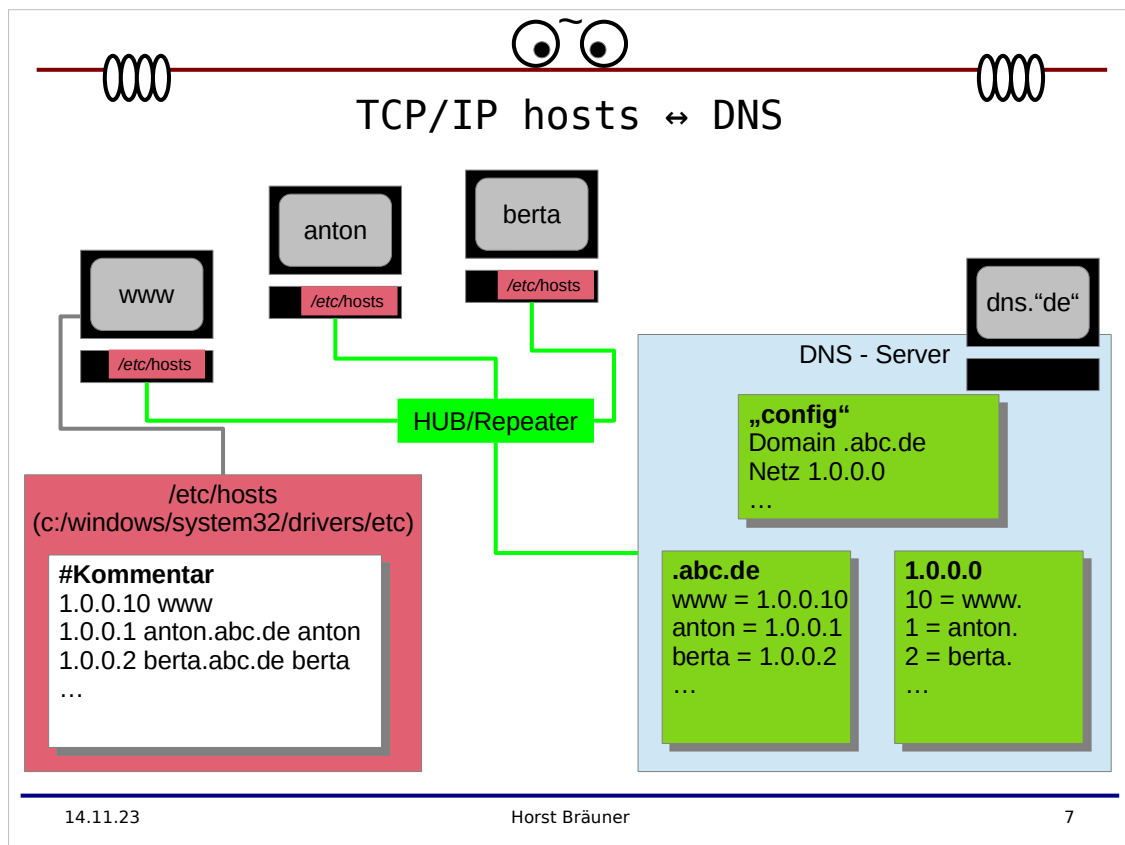 TCP/IP hosts ↔ DNS
www
/etc/hosts
anton
/etc/hosts
berta
/etc/hosts
dns.“de“
HUB/Repeater
/etc/hosts
(c:/windows/system32/drivers/etc)
#Kommentar
1.0.0.10 www
1.0.0.1 anton.abc.de anton
1.0.0.2 berta.abc.de berta
…
DNS - Server
„config“
Domain .abc.de
Netz 1.0.0.0
…
.abc.de
www = 1.0.0.10
anton = 1.0.0.1
berta = 1.0.0.2
…
1.0.0.0
10 = www.
1 = anton.
2 = berta.
…
14.11.23
Horst Bräuner
7